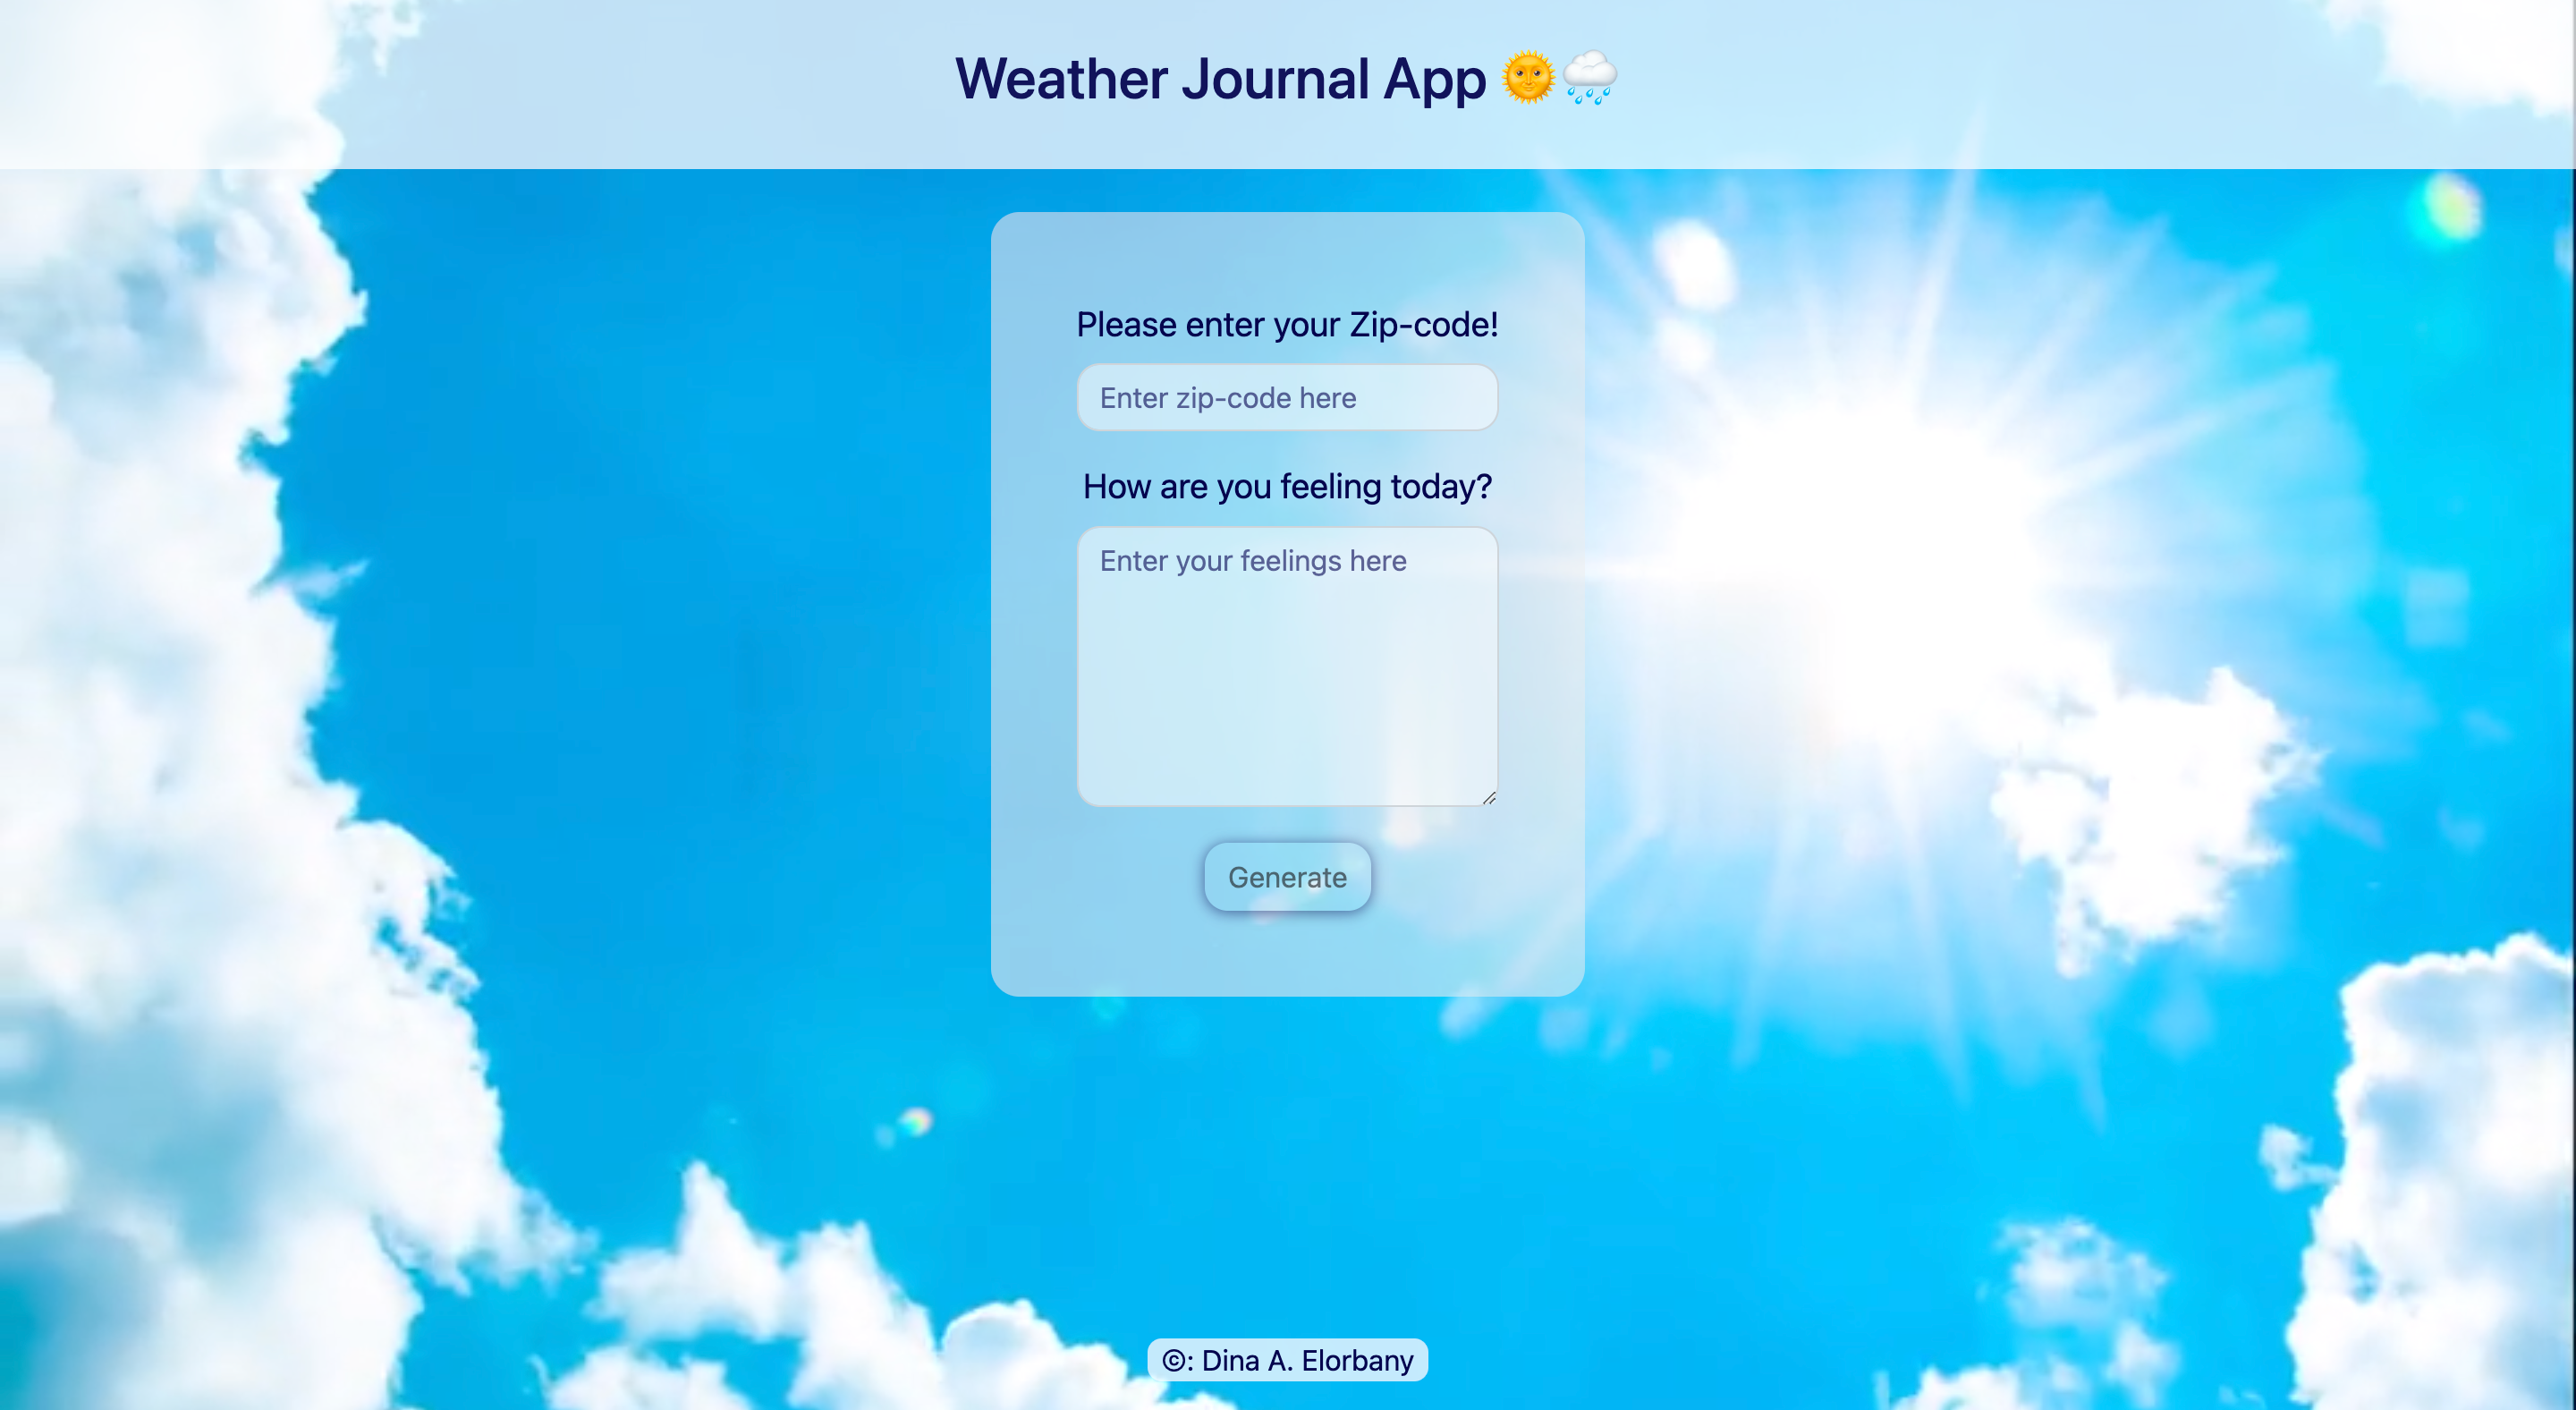 Weather Journal App 🌞🌧️
Please enter your Zip-code!
Enter zip-code here
How are you feeling today?
Enter your feelings here
Generate
©: Dina A. Elorbany